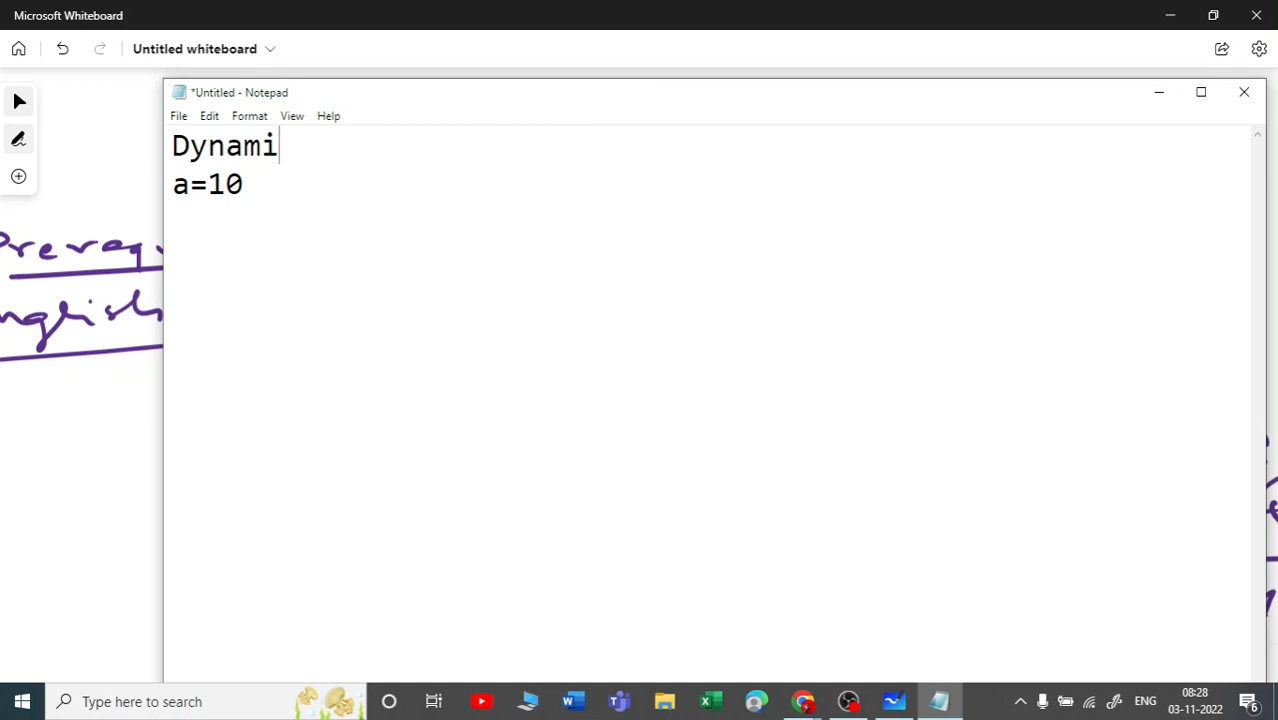 Microsoft Whiteboard
Untitled whiteboard
*Untitled - Notepad
File Edit Format View Help
Dynami
a=10
Type here to search
ENG
08:28
03-11-2022
6